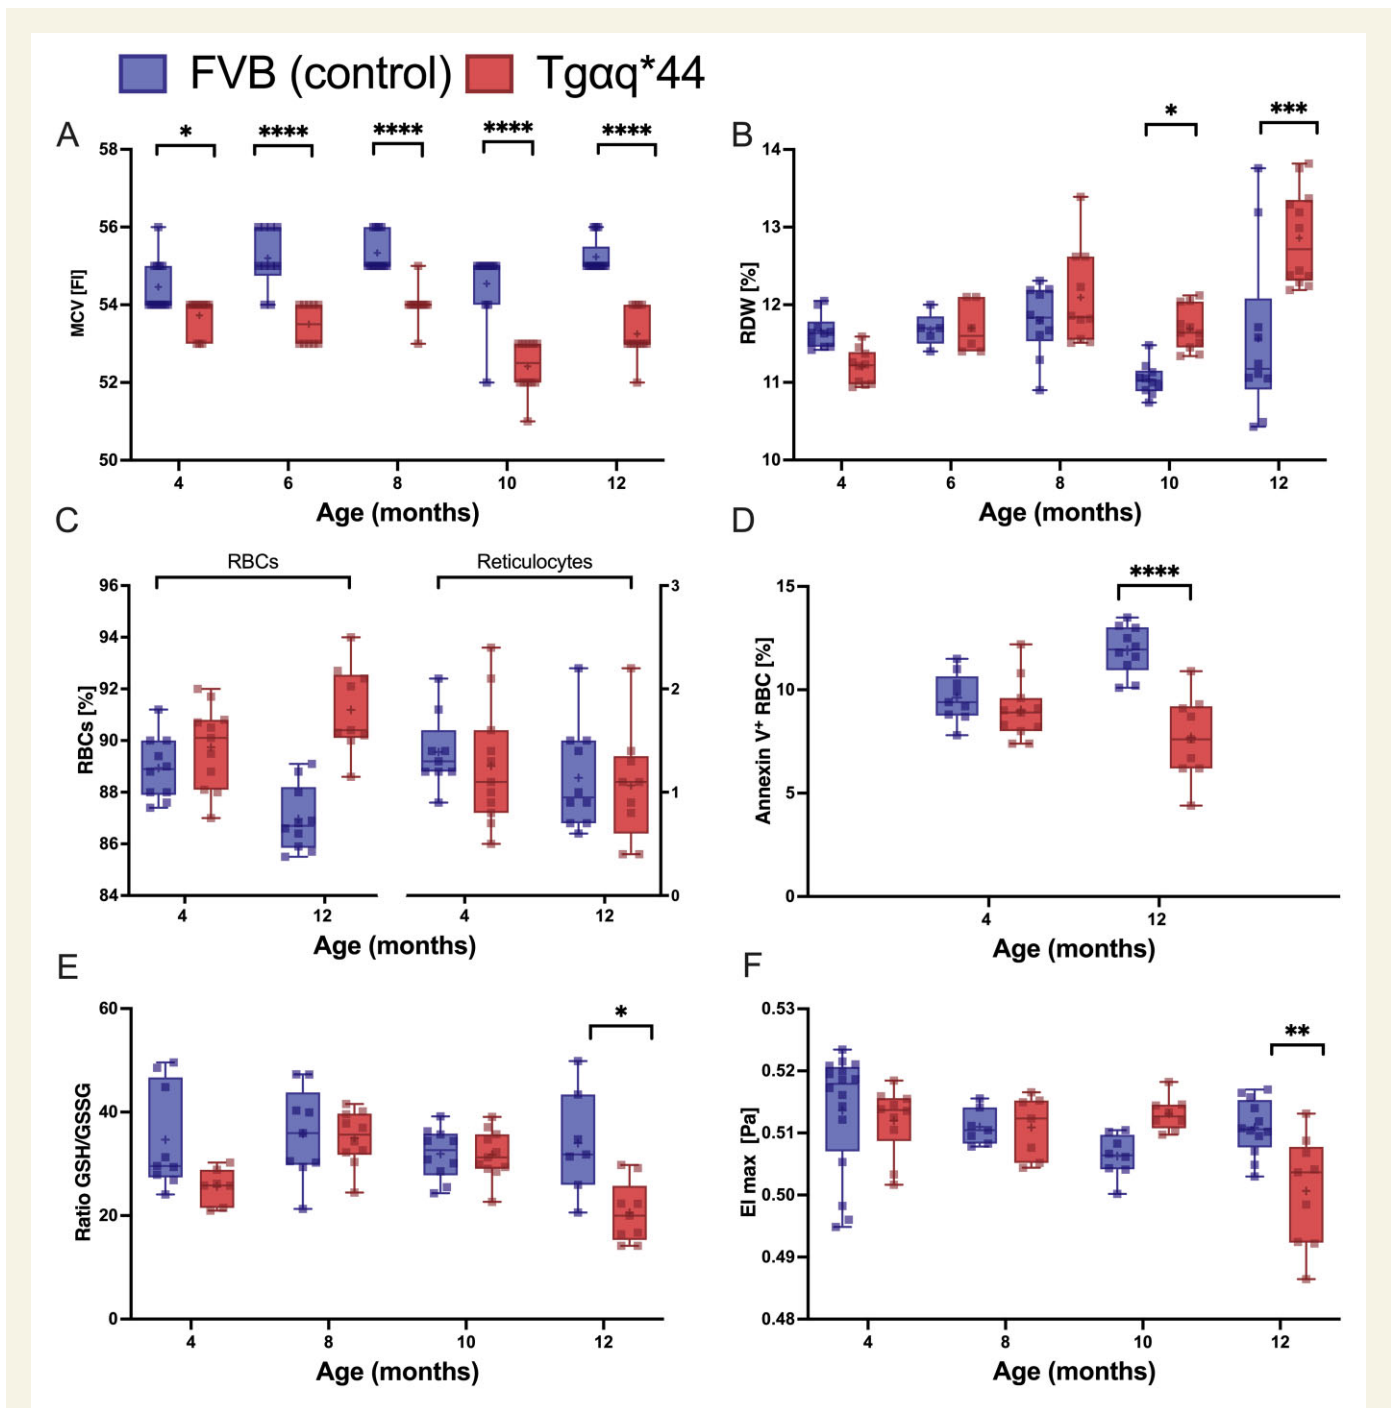 FVB (control) Tgαq*44
A
* **** **** **** ****
MCV [Fl]
58
56
54
52
50
4 6 8 10 12
Age (months)
B
* ***
RDW [%]
14
13
12
11
10
4 6 8 10 12
Age (months)
C
RBCs Reticulocytes
RBCs [%]
96 3
94
92 2
90
88 1
86
84 0
4 12 4 12
Age (months)
D
****
Annexin V⁺ RBC [%]
15
10
5
0
4 12
Age (months)
E
*
Ratio GSH/GSSG
60
40
20
0
4 8 10 12
Age (months)
F
**
EI max [Pa]
0.53
0.52
0.51
0.50
0.49
0.48
4 8 10 12
Age (months)